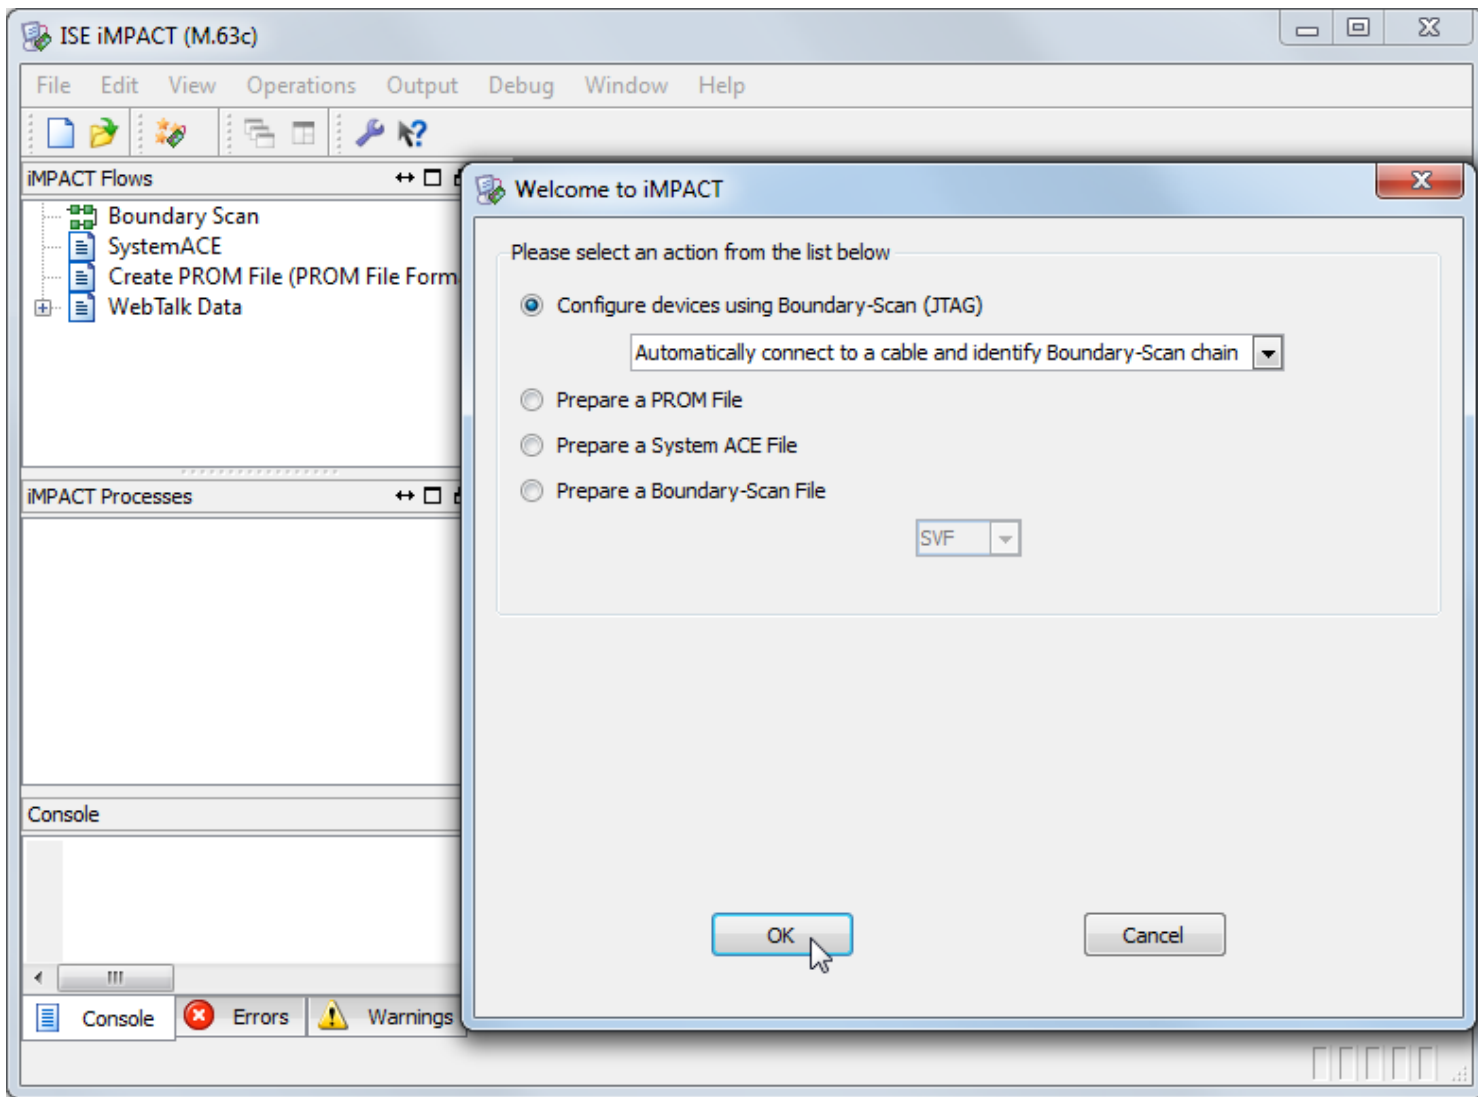 ISE iMPACT (M.63c)
File Edit View Operations Output Debug Window Help
iMPACT Flows
Boundary Scan
SystemACE
Create PROM File (PROM File Form
WebTalk Data
iMPACT Processes
Console
Console Errors Warnings
Welcome to iMPACT
Please select an action from the list below
Configure devices using Boundary-Scan (JTAG)
Automatically connect to a cable and identify Boundary-Scan chain
Prepare a PROM File
Prepare a System ACE File
Prepare a Boundary-Scan File
SVF
OK Cancel